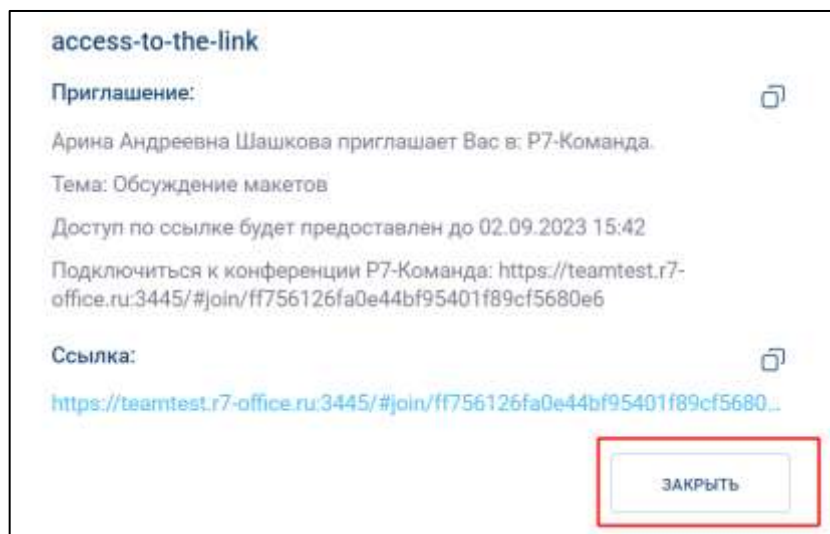 access-to-the-link
Приглашение:
Арина Андреевна Шашкова приглашает Вас в: Р7-Команда.
Тема: Обсуждение макетов
Доступ по ссылке будет предоставлен до 02.09.2023 15:42
Подключиться к конференции Р7-Команда: https://teamtest.r7-
office.ru:3445/#join/ff756126fa0e44bf95401f89cf5680e6
Ссылка:
https://teamtest.r7-office.ru:3445/#join/ff756126fa0e44bf95401f89cf5680...
ЗАКРЫТЬ